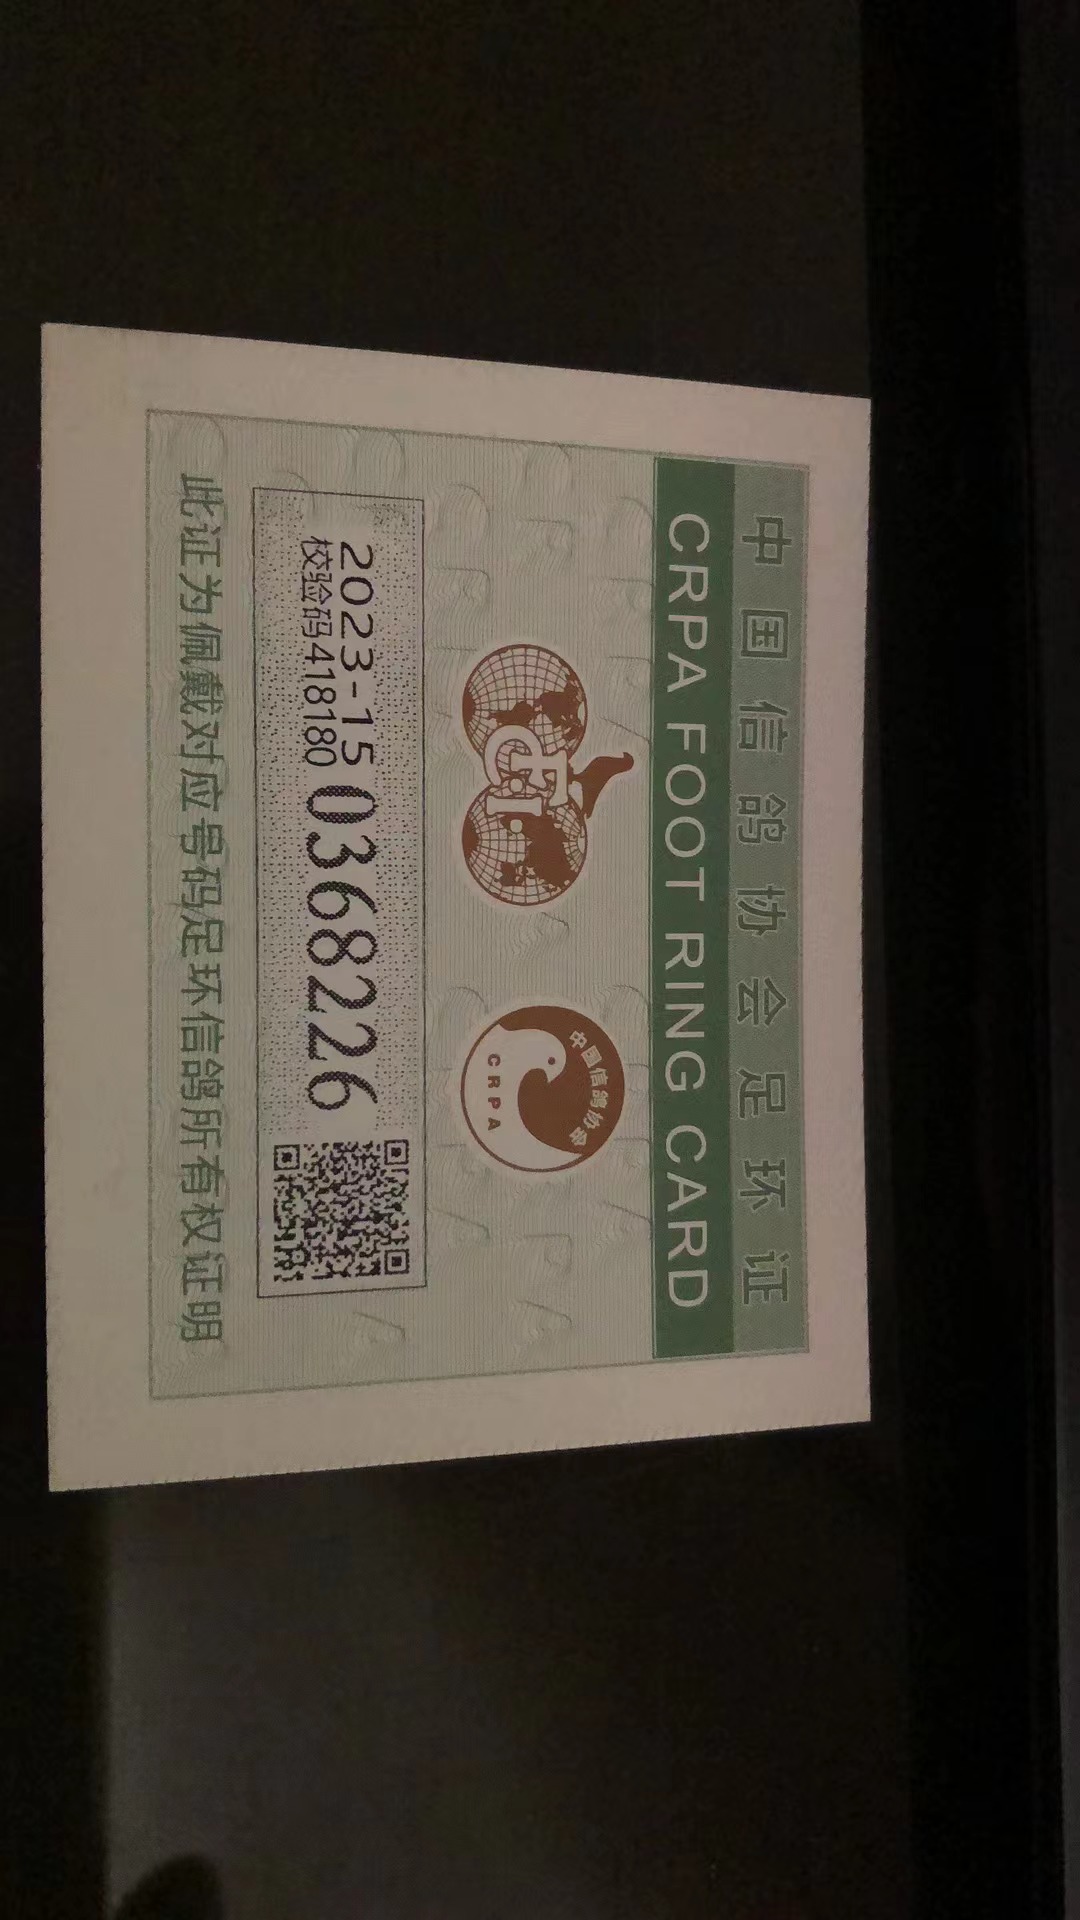 中国信鸽协会足环证
CRPA FOOT RING CARD
FCI
中国信鸽协会
CRPA
2023-15 0368226
校验码418180
此证为佩戴对应号码足环信鸽所有权证明